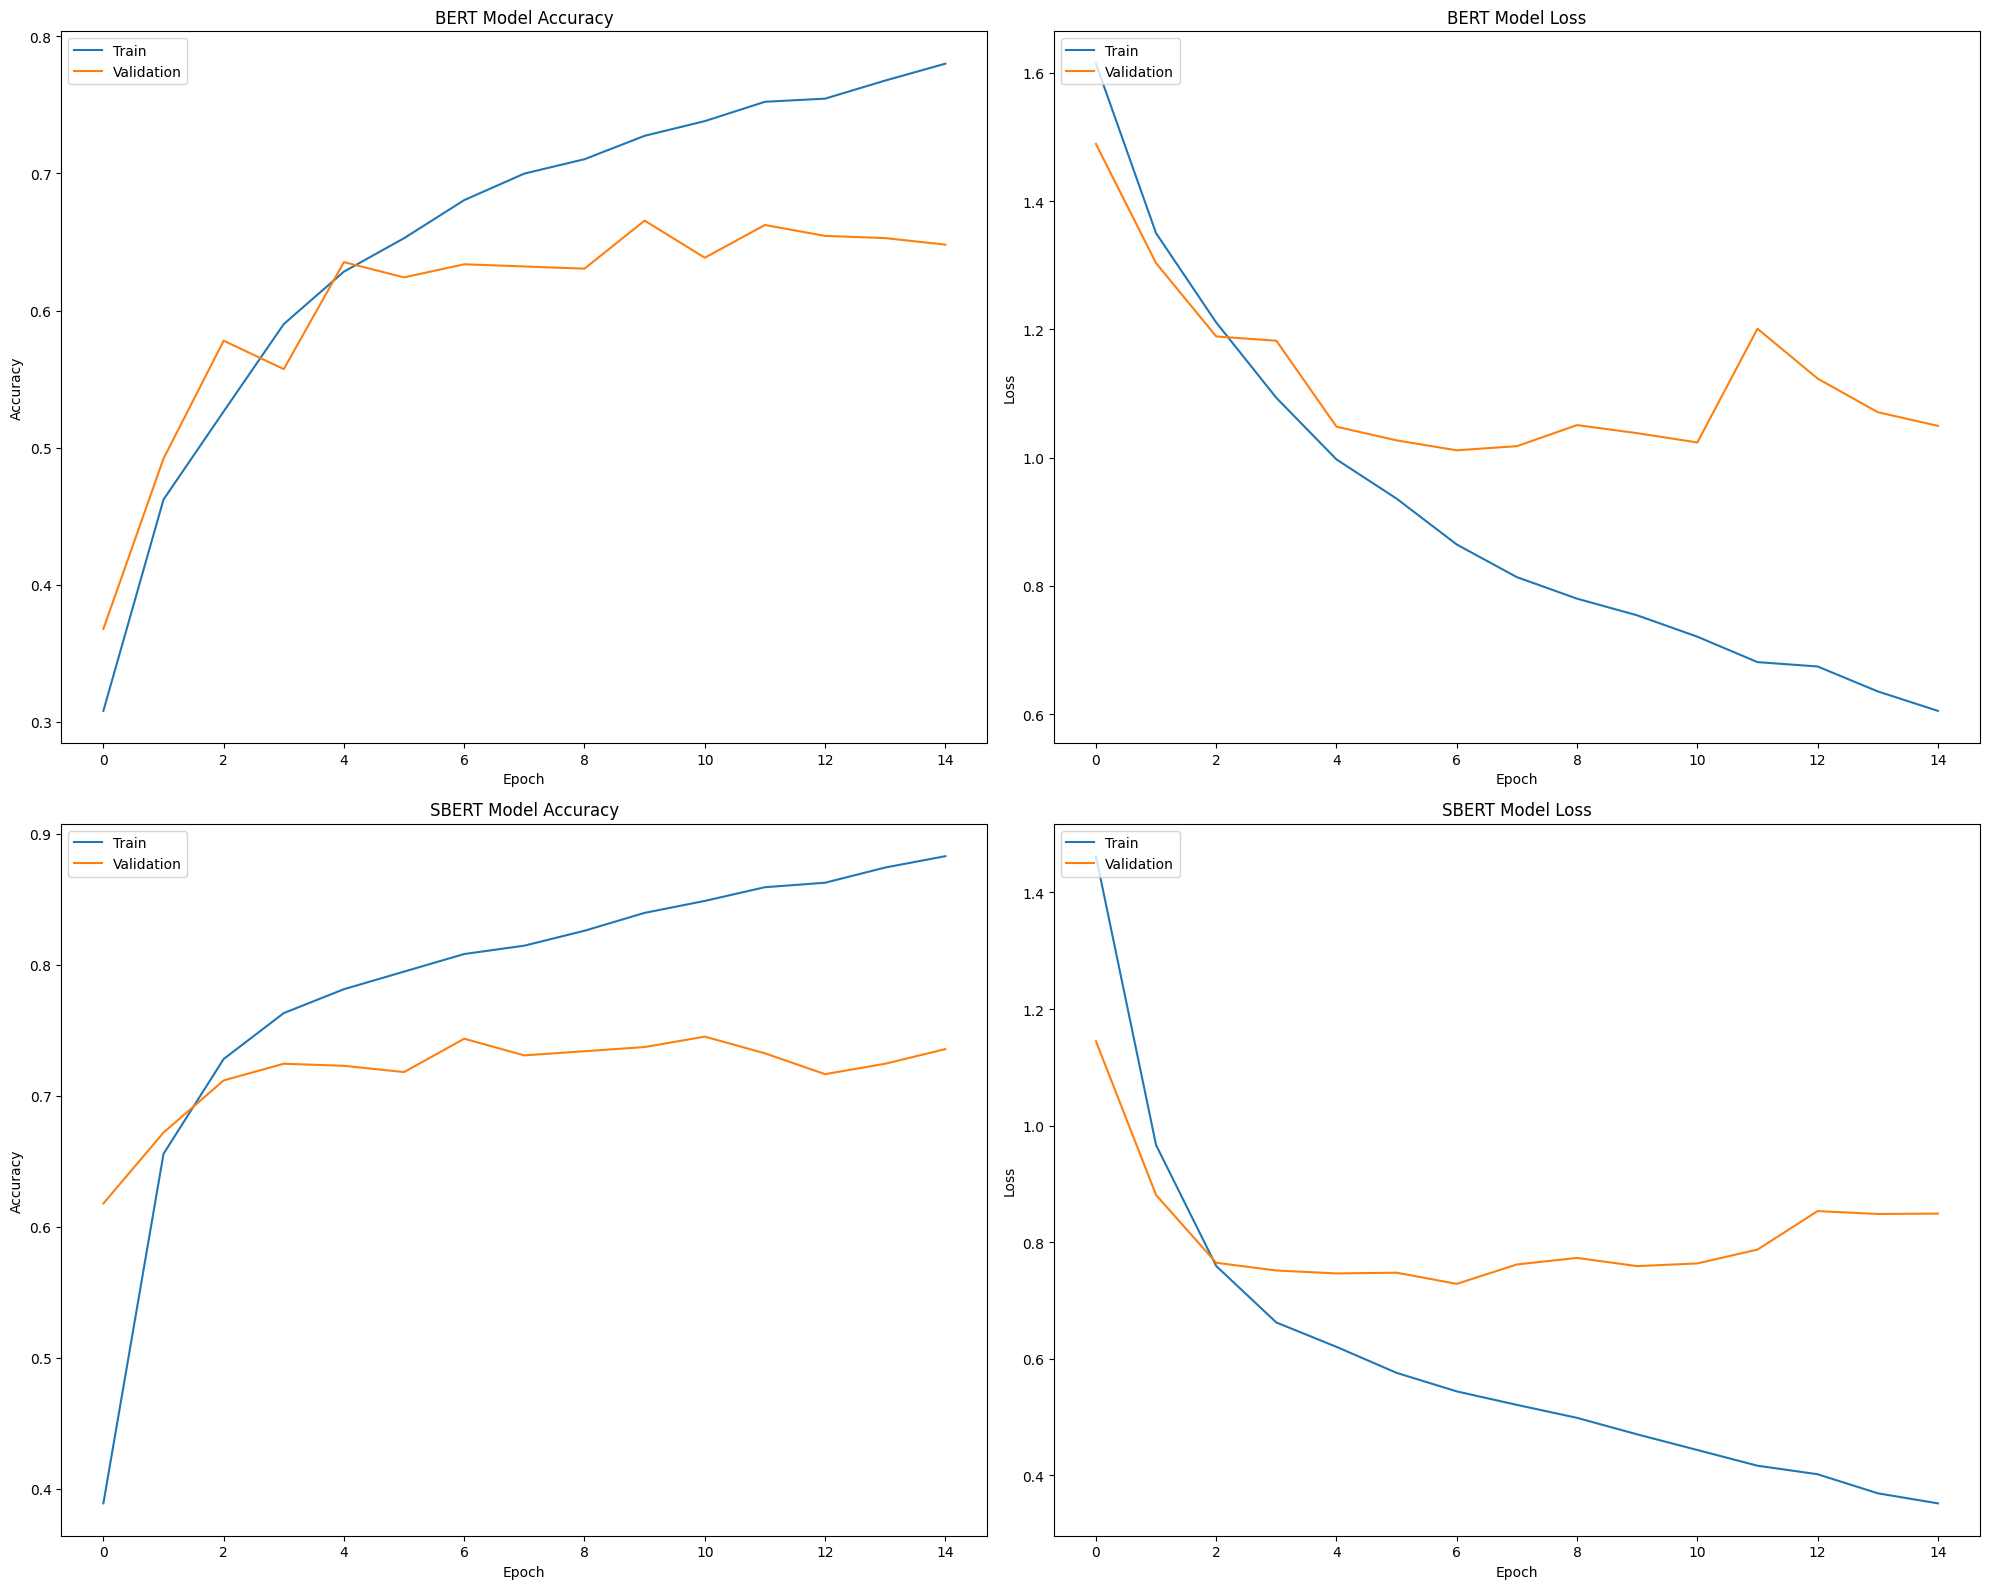 BERT Model Accuracy
Train
Validation
0.8
0.7
0.6
0.5
0.4
0.3
Accuracy
0 2 4 6 8 10 12 14
Epoch
BERT Model Loss
Train
Validation
1.6
1.4
1.2
1.0
0.8
0.6
Loss
0 2 4 6 8 10 12 14
Epoch
SBERT Model Accuracy
Train
Validation
0.9
0.8
0.7
0.6
0.5
0.4
Accuracy
0 2 4 6 8 10 12 14
Epoch
SBERT Model Loss
Train
Validation
1.4
1.2
1.0
0.8
0.6
0.4
Loss
0 2 4 6 8 10 12 14
Epoch